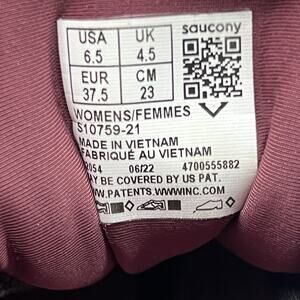 USA UK saucony
6.5 4.5
EUR CM
37.5 23
WOMENS/FEMMES
S10759-21
MADE IN VIETNAM
FABRIQUÉ AU VIETNAM
06/22 4700555882
MAY BE COVERED BY US PAT.
WWW.PATENTS.WWWINC.COM